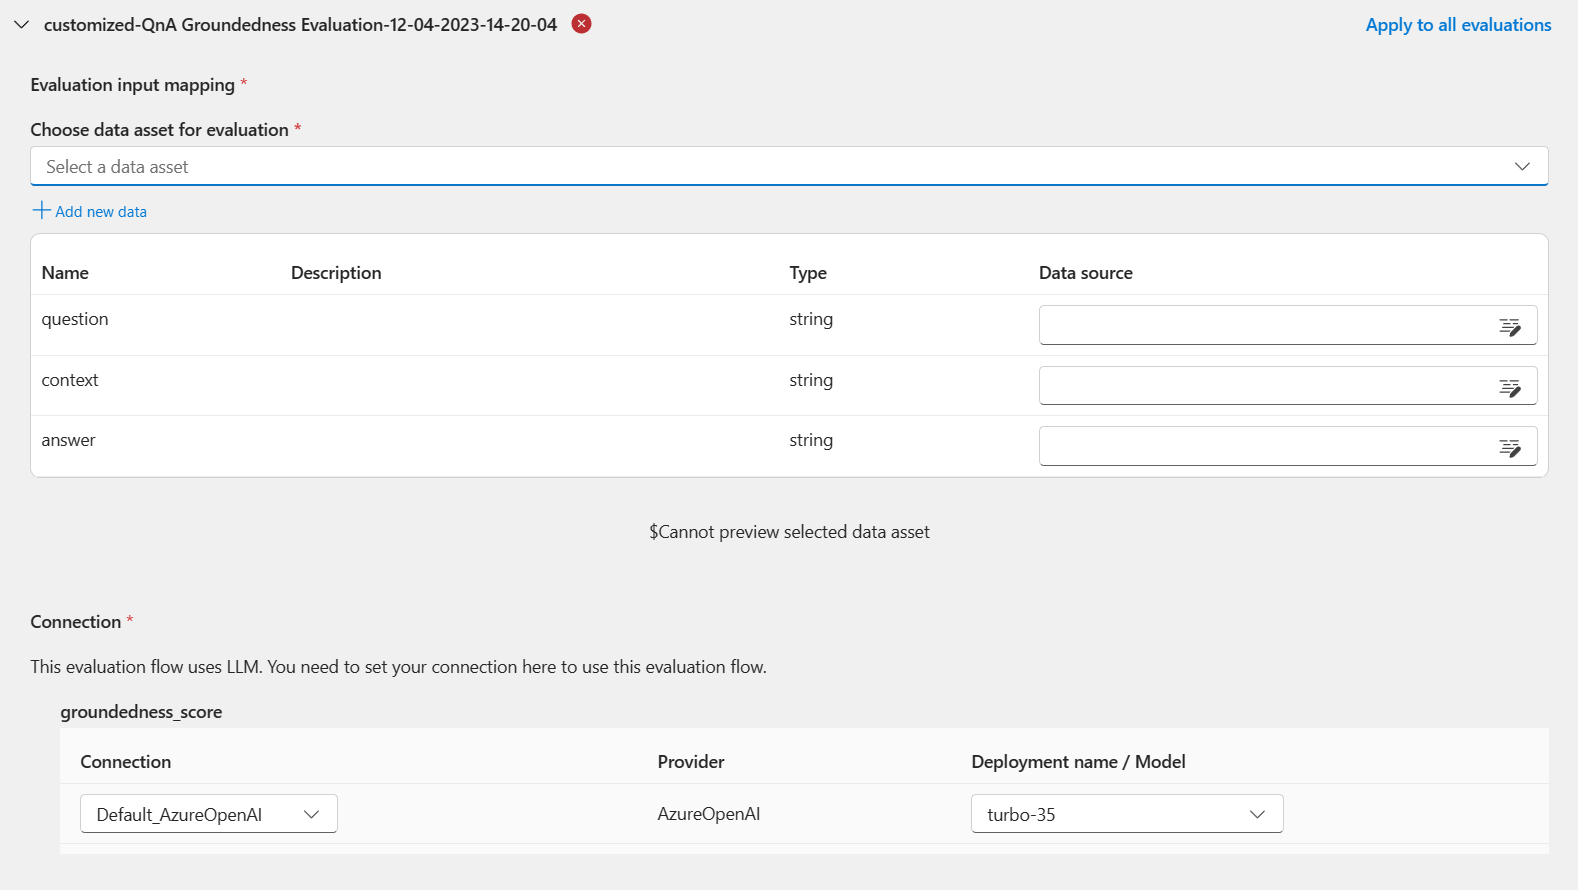 customized-QnA Groundedness Evaluation-12-04-2023-14-20-04
Apply to all evaluations
Evaluation input mapping *
Choose data asset for evaluation *
Select a data asset
Add new data
Name Description Type Data source
question string
context string
answer string
$Cannot preview selected data asset
Connection *
This evaluation flow uses LLM. You need to set your connection here to use this evaluation flow.
groundedness_score
Connection Provider Deployment name / Model
Default_AzureOpenAI AzureOpenAI turbo-35